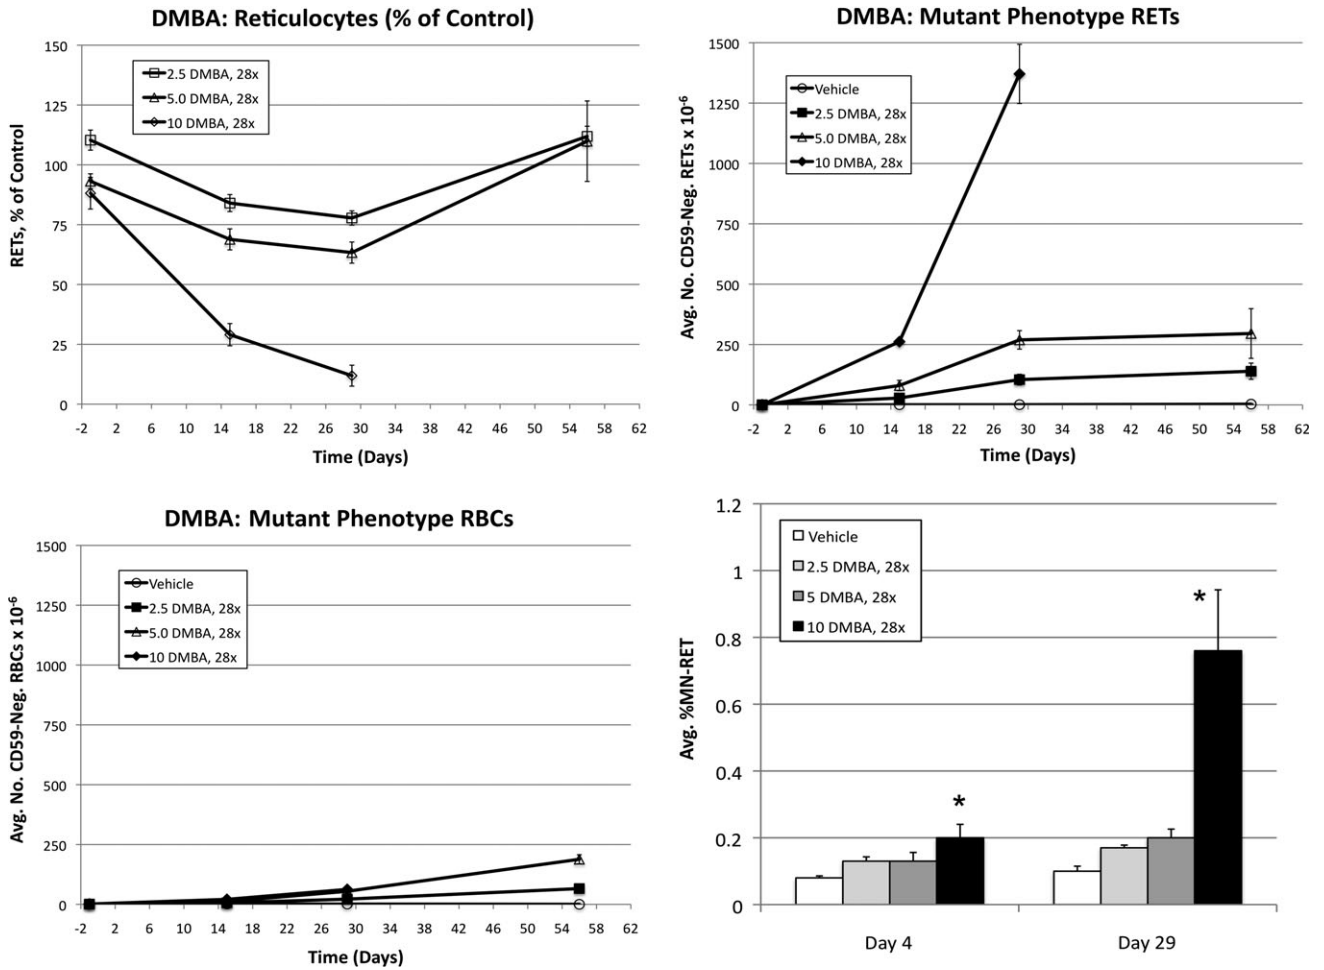 DMBA: Reticulocytes (% of Control)
150
125
100
75
50
25
0
RETs, % of Control
2.5 DMBA, 28x
5.0 DMBA, 28x
10 DMBA, 28x
-2 2 6 10 14 18 22 26 30 34 38 42 46 50 54 58 62
Time (Days)
DMBA: Mutant Phenotype RETs
1500
1250
1000
750
500
250
0
Avg. No. CD59-Neg. RETs x 10-6
Vehicle
2.5 DMBA, 28x
5.0 DMBA, 28x
10 DMBA, 28x
-2 2 6 10 14 18 22 26 30 34 38 42 46 50 54 58 62
Time (Days)
DMBA: Mutant Phenotype RBCs
1500
1250
1000
750
500
250
0
Avg. No. CD59-Neg. RBCs x 10-6
Vehicle
2.5 DMBA, 28x
5.0 DMBA, 28x
10 DMBA, 28x
-2 2 6 10 14 18 22 26 30 34 38 42 46 50 54 58 62
Time (Days)
1.2
1
0.8
0.6
0.4
0.2
0
Avg. %MN-RET
Vehicle
2.5 DMBA, 28x
5 DMBA, 28x
10 DMBA, 28x
*
*
Day 4 Day 29